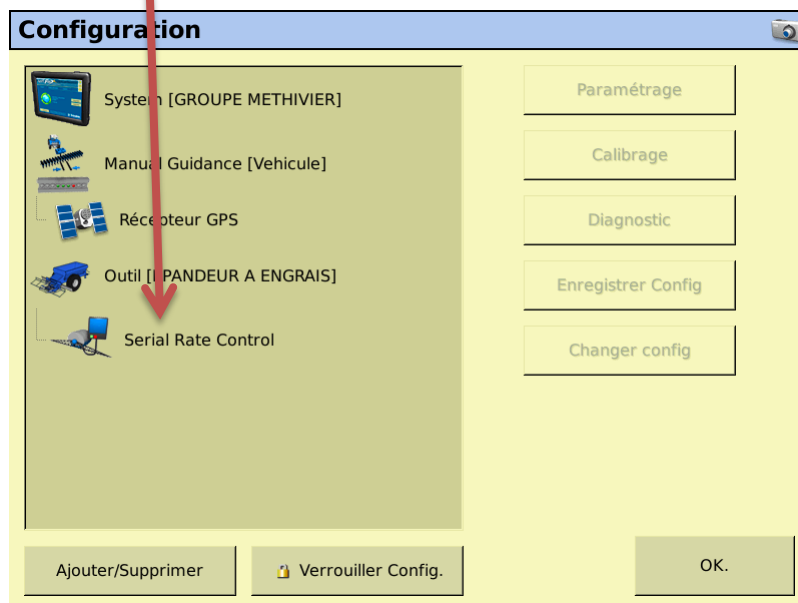 Configuration
System [GROUPE METHIVIER]
Manual Guidance [Vehicule]
Récepteur GPS
Outil [EPANDEUR A ENGRAIS]
Serial Rate Control
Paramétrage
Calibrage
Diagnostic
Enregistrer Config
Changer config
Ajouter/Supprimer
Verrouiller Config.
OK.